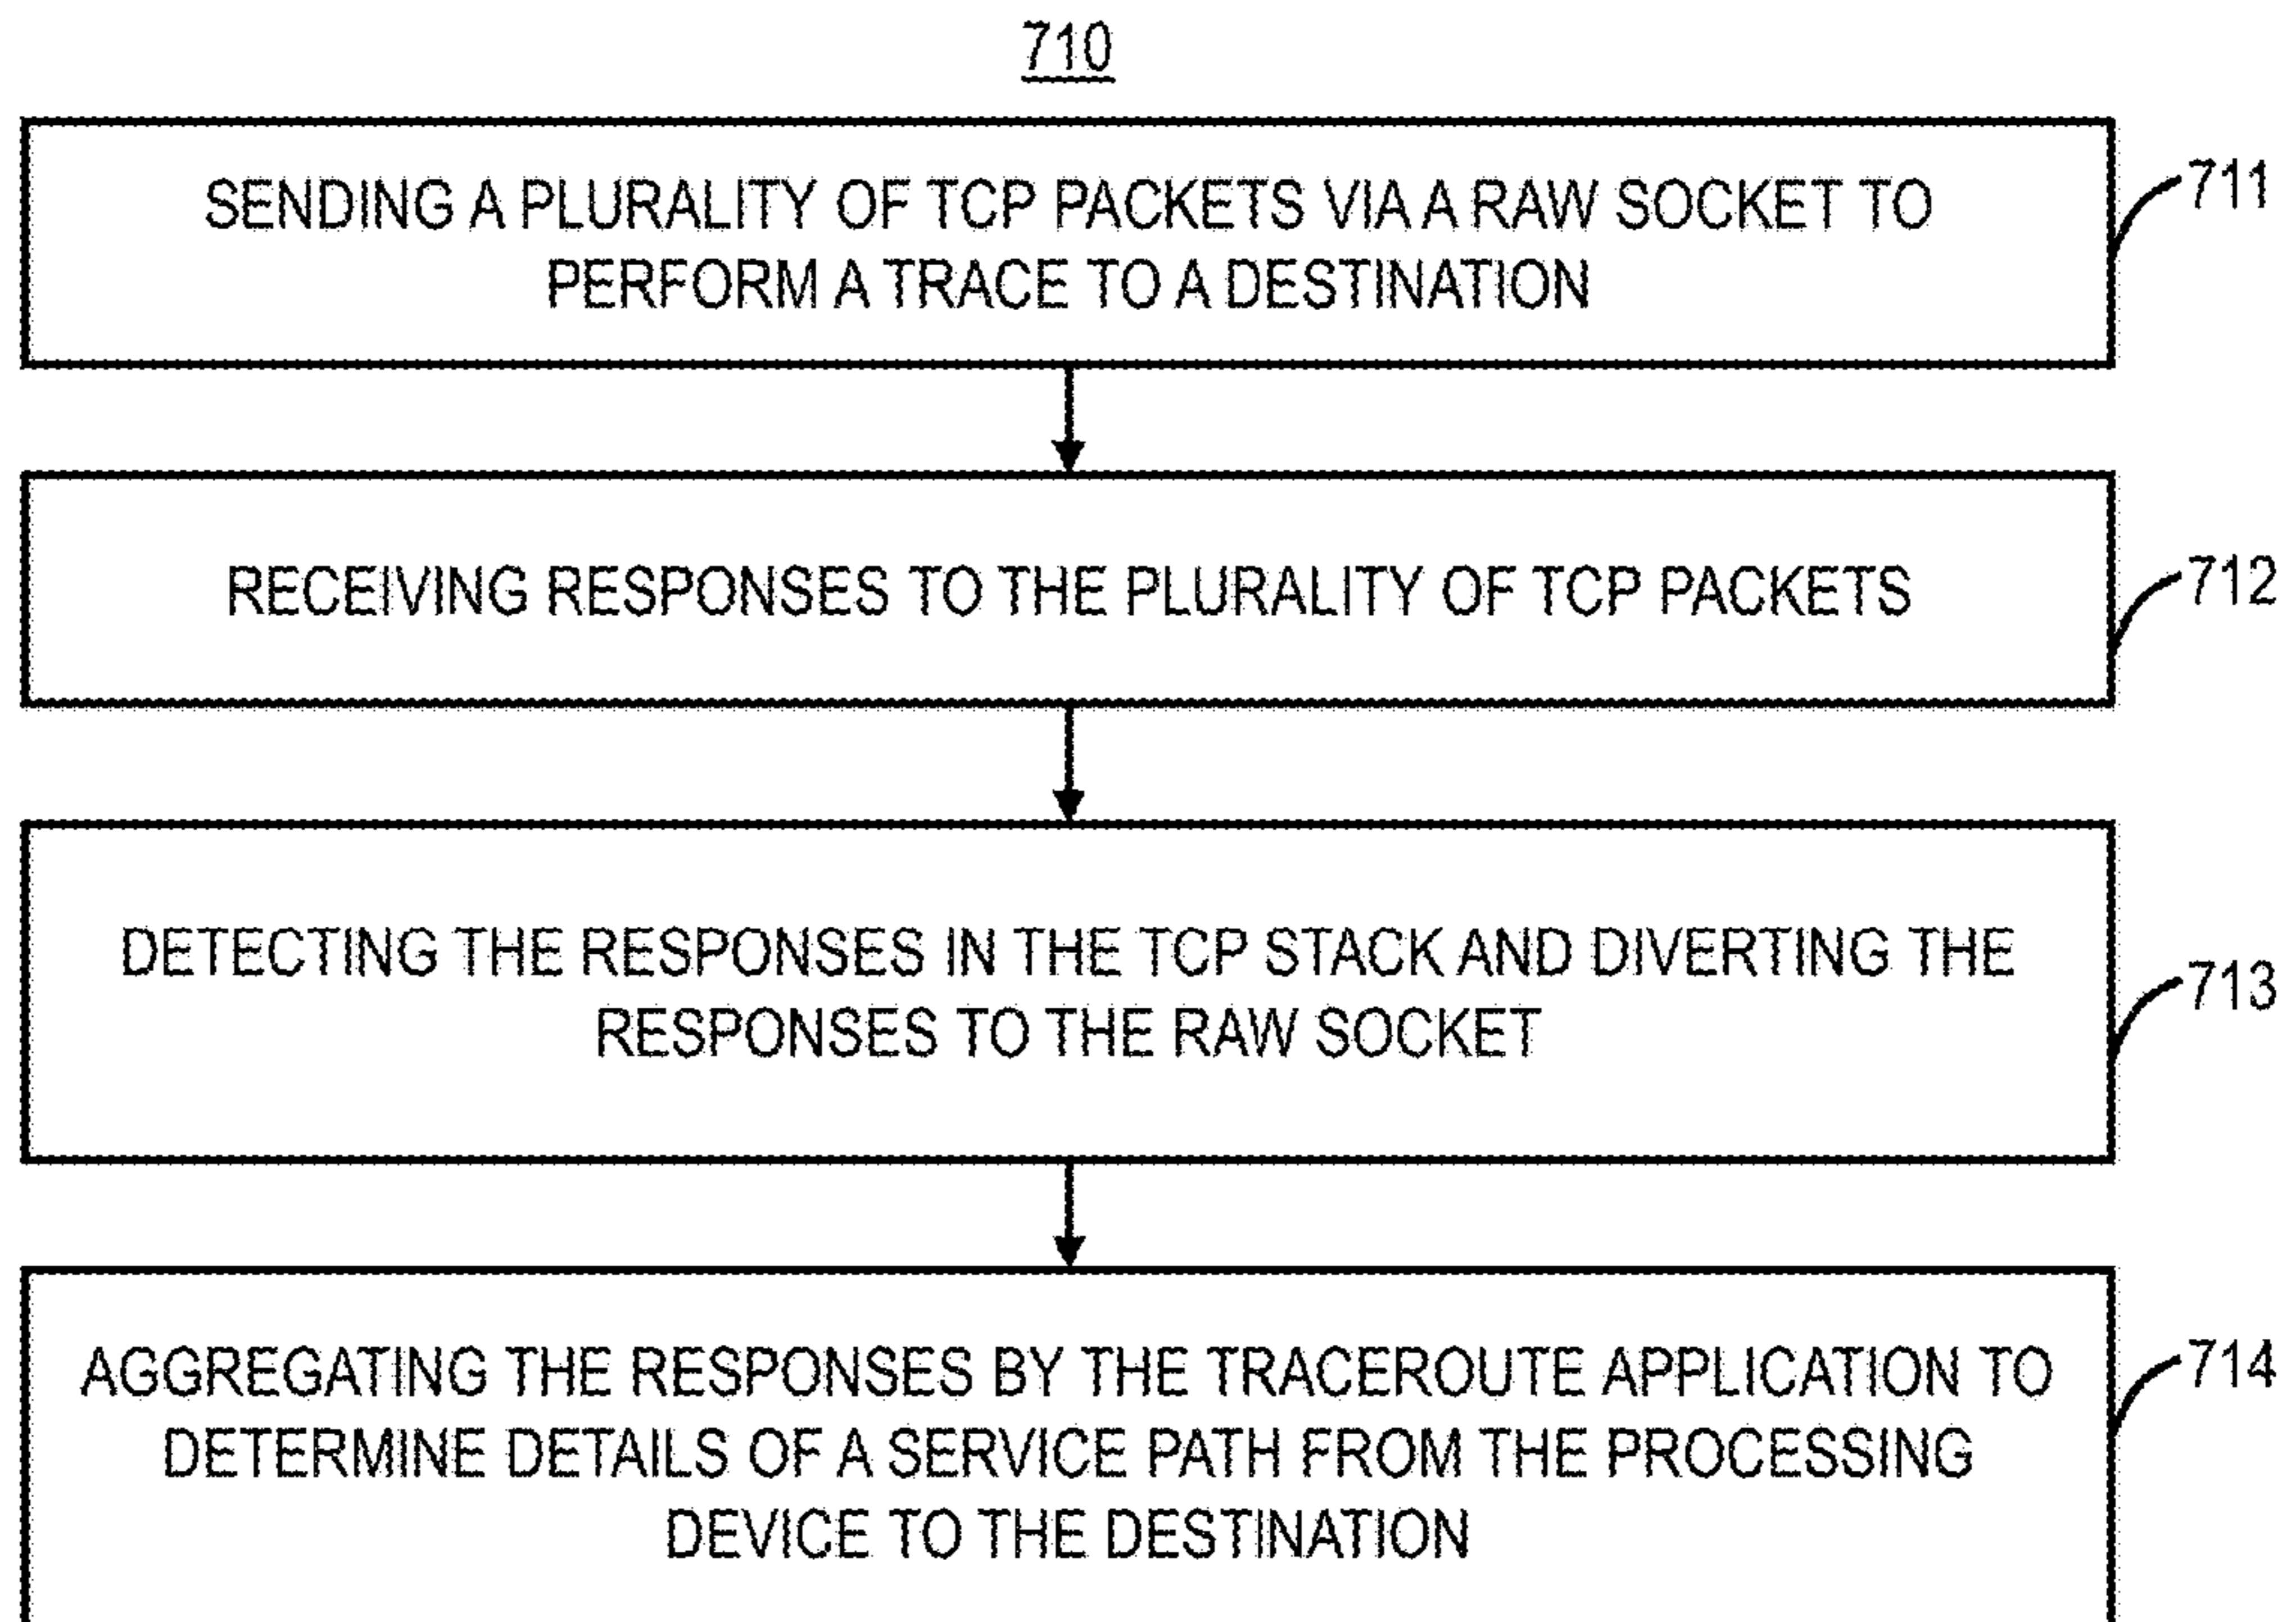 710
SENDING A PLURALITY OF TCP PACKETS VIA A RAW SOCKET TO
PERFORM A TRACE TO A DESTINATION
711
RECEIVING RESPONSES TO THE PLURALITY OF TCP PACKETS
712
DETECTING THE RESPONSES IN THE TCP STACK AND DIVERTING THE
RESPONSES TO THE RAW SOCKET
713
AGGREGATING THE RESPONSES BY THE TRACEROUTE APPLICATION TO
DETERMINE DETAILS OF A SERVICE PATH FROM THE PROCESSING
DEVICE TO THE DESTINATION
714